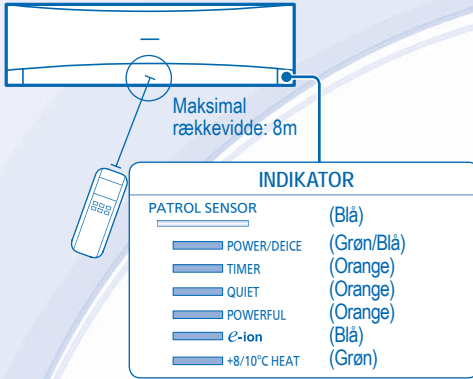 Maksimal
rækkevidde: 8m
INDIKATOR
PATROL SENSOR (Blå)
POWER/DEICE (Grøn/Blå)
TIMER (Orange)
QUIET (Orange)
POWERFUL (Orange)
e-ion (Blå)
+8/10°C HEAT (Grøn)